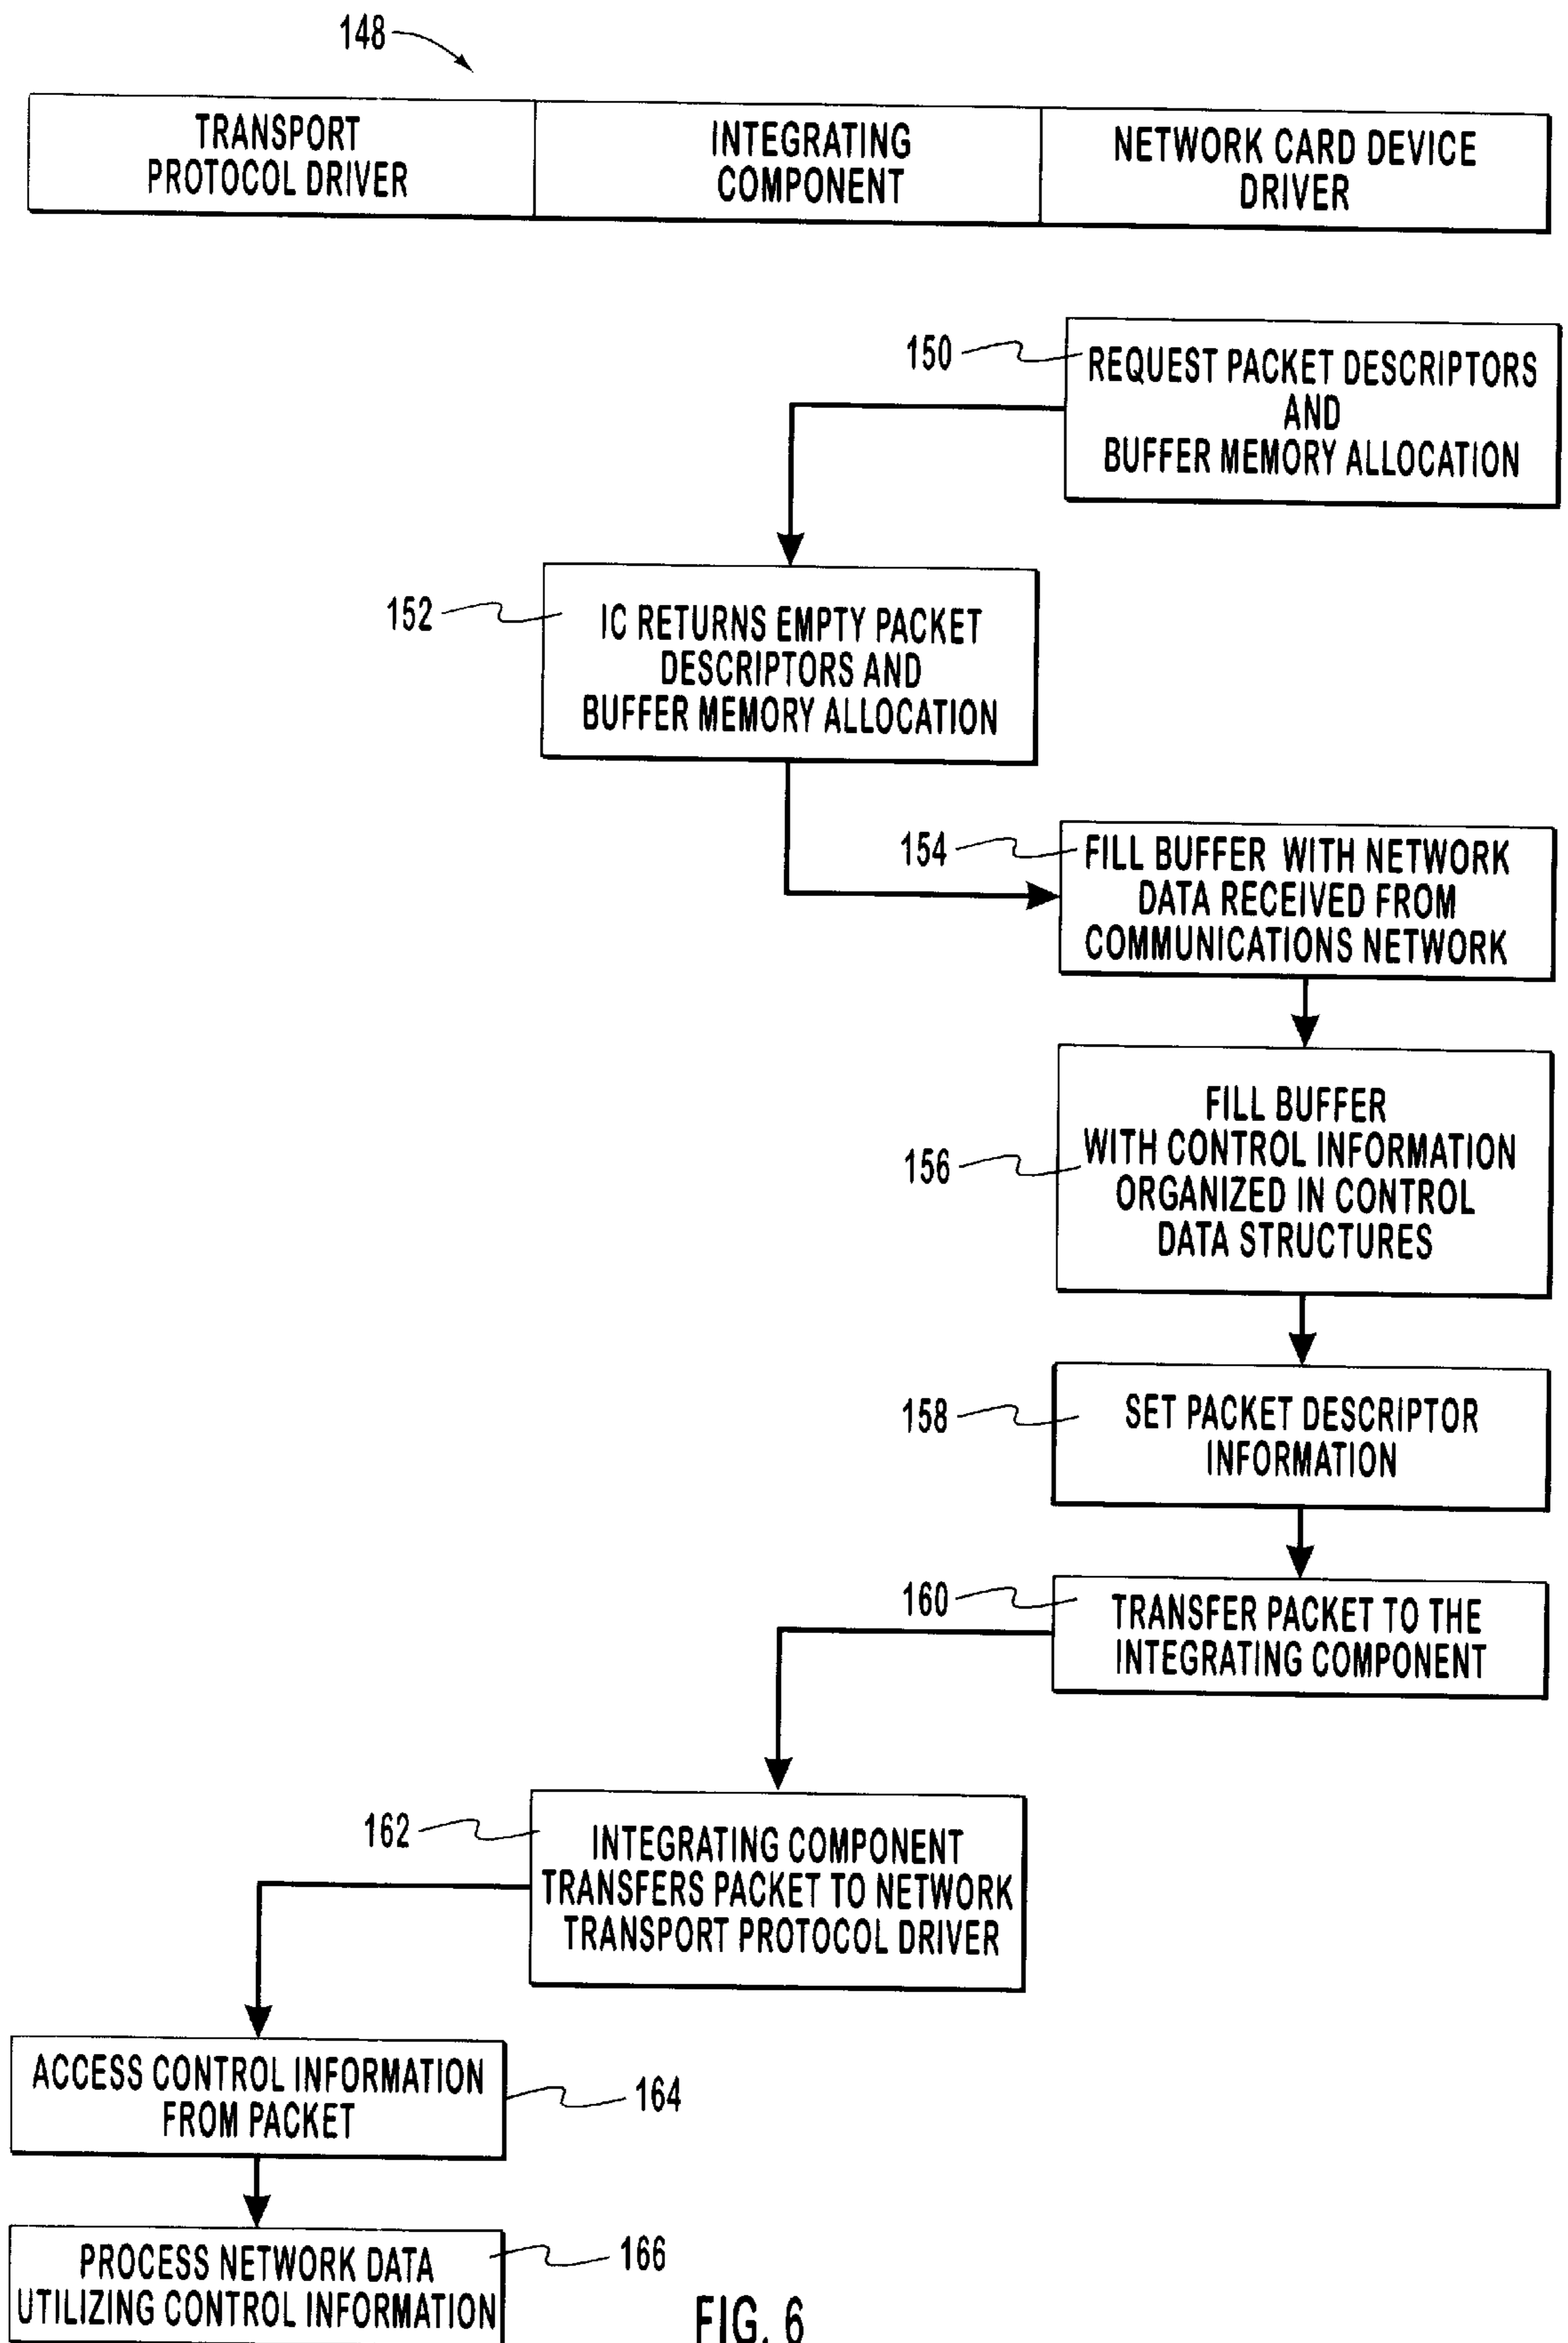 148
TRANSPORT
PROTOCOL DRIVER
INTEGRATING
COMPONENT
NETWORK CARD DEVICE
DRIVER
150
REQUEST PACKET DESCRIPTORS
AND
BUFFER MEMORY ALLOCATION
152
IC RETURNS EMPTY PACKET
DESCRIPTORS AND
BUFFER MEMORY ALLOCATION
154
FILL BUFFER WITH NETWORK
DATA RECEIVED FROM
COMMUNICATIONS NETWORK
156
FILL BUFFER
WITH CONTROL INFORMATION
ORGANIZED IN CONTROL
DATA STRUCTURES
158
SET PACKET DESCRIPTOR
INFORMATION
160
TRANSFER PACKET TO THE
INTEGRATING COMPONENT
162
INTEGRATING COMPONENT
TRANSFERS PACKET TO NETWORK
TRANSPORT PROTOCOL DRIVER
ACCESS CONTROL INFORMATION
FROM PACKET
164
PROCESS NETWORK DATA
UTILIZING CONTROL INFORMATION
166
FIG. 6